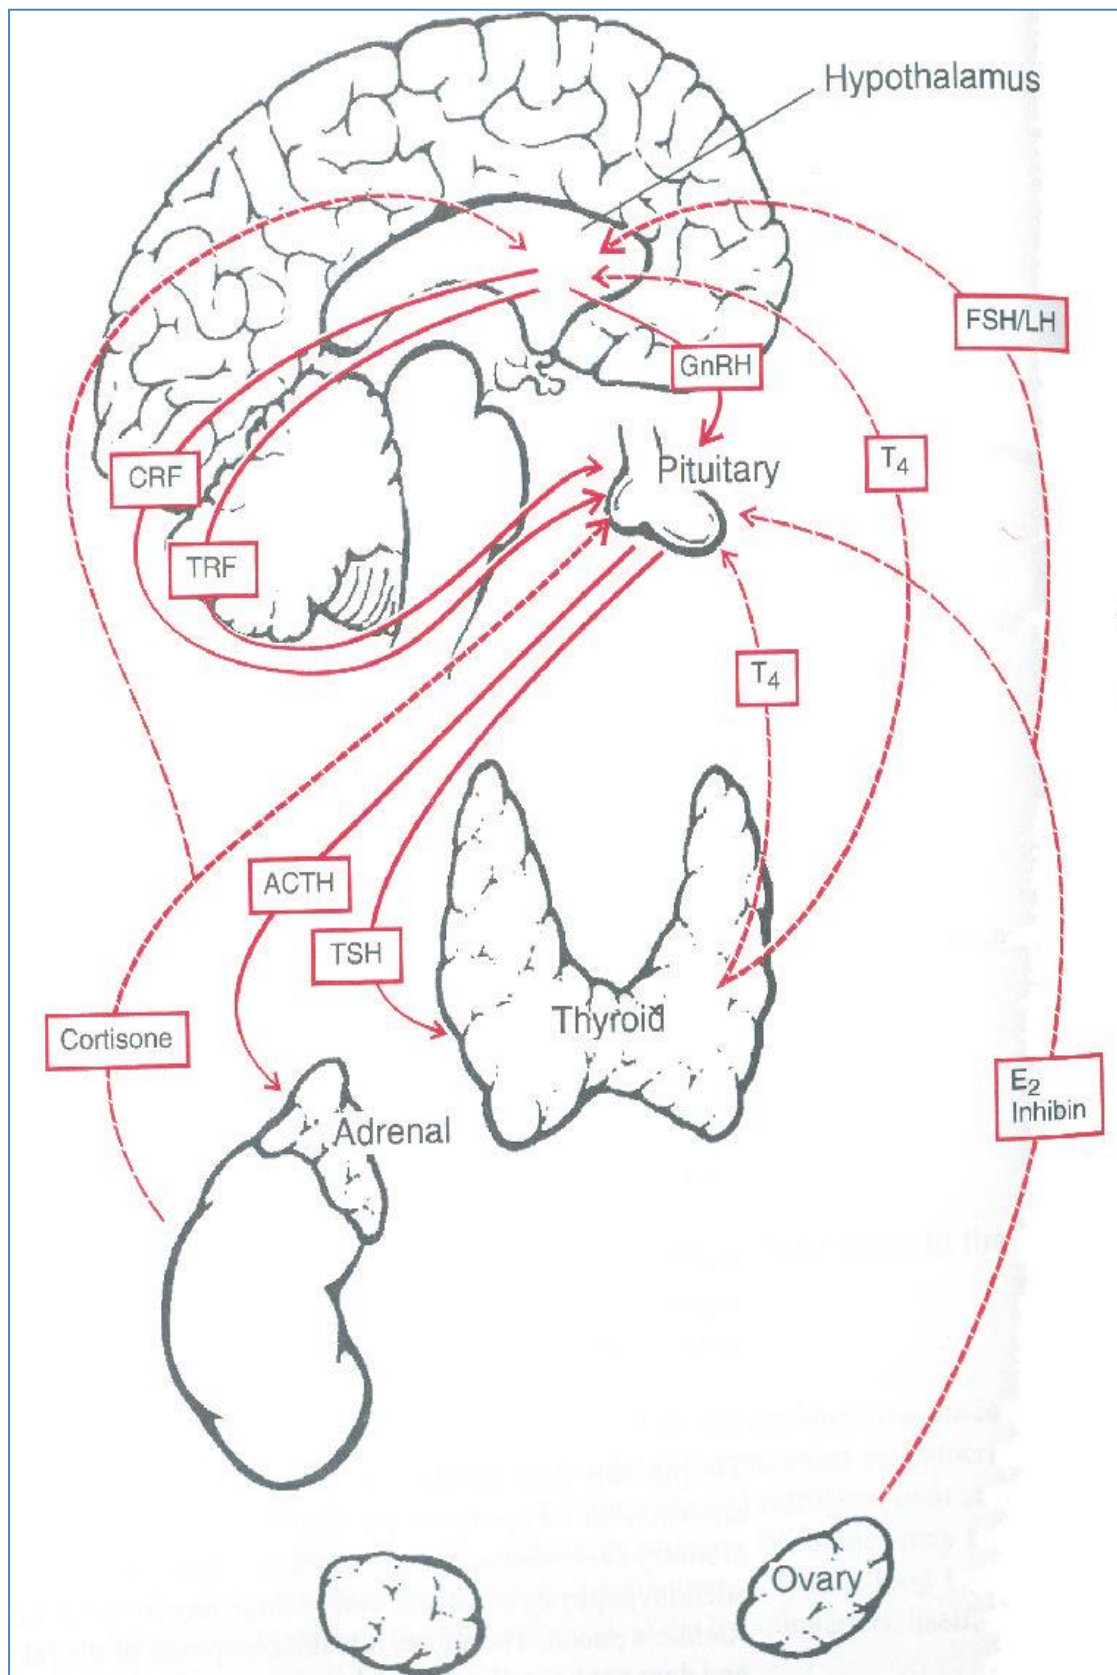 Hypothalamus
FSH/LH
GnRH
CRF
T4
Pituitary
TRF
T4
ACTH
TSH
Thyroid
Cortisone
E2
Inhibin
Adrenal
Ovary